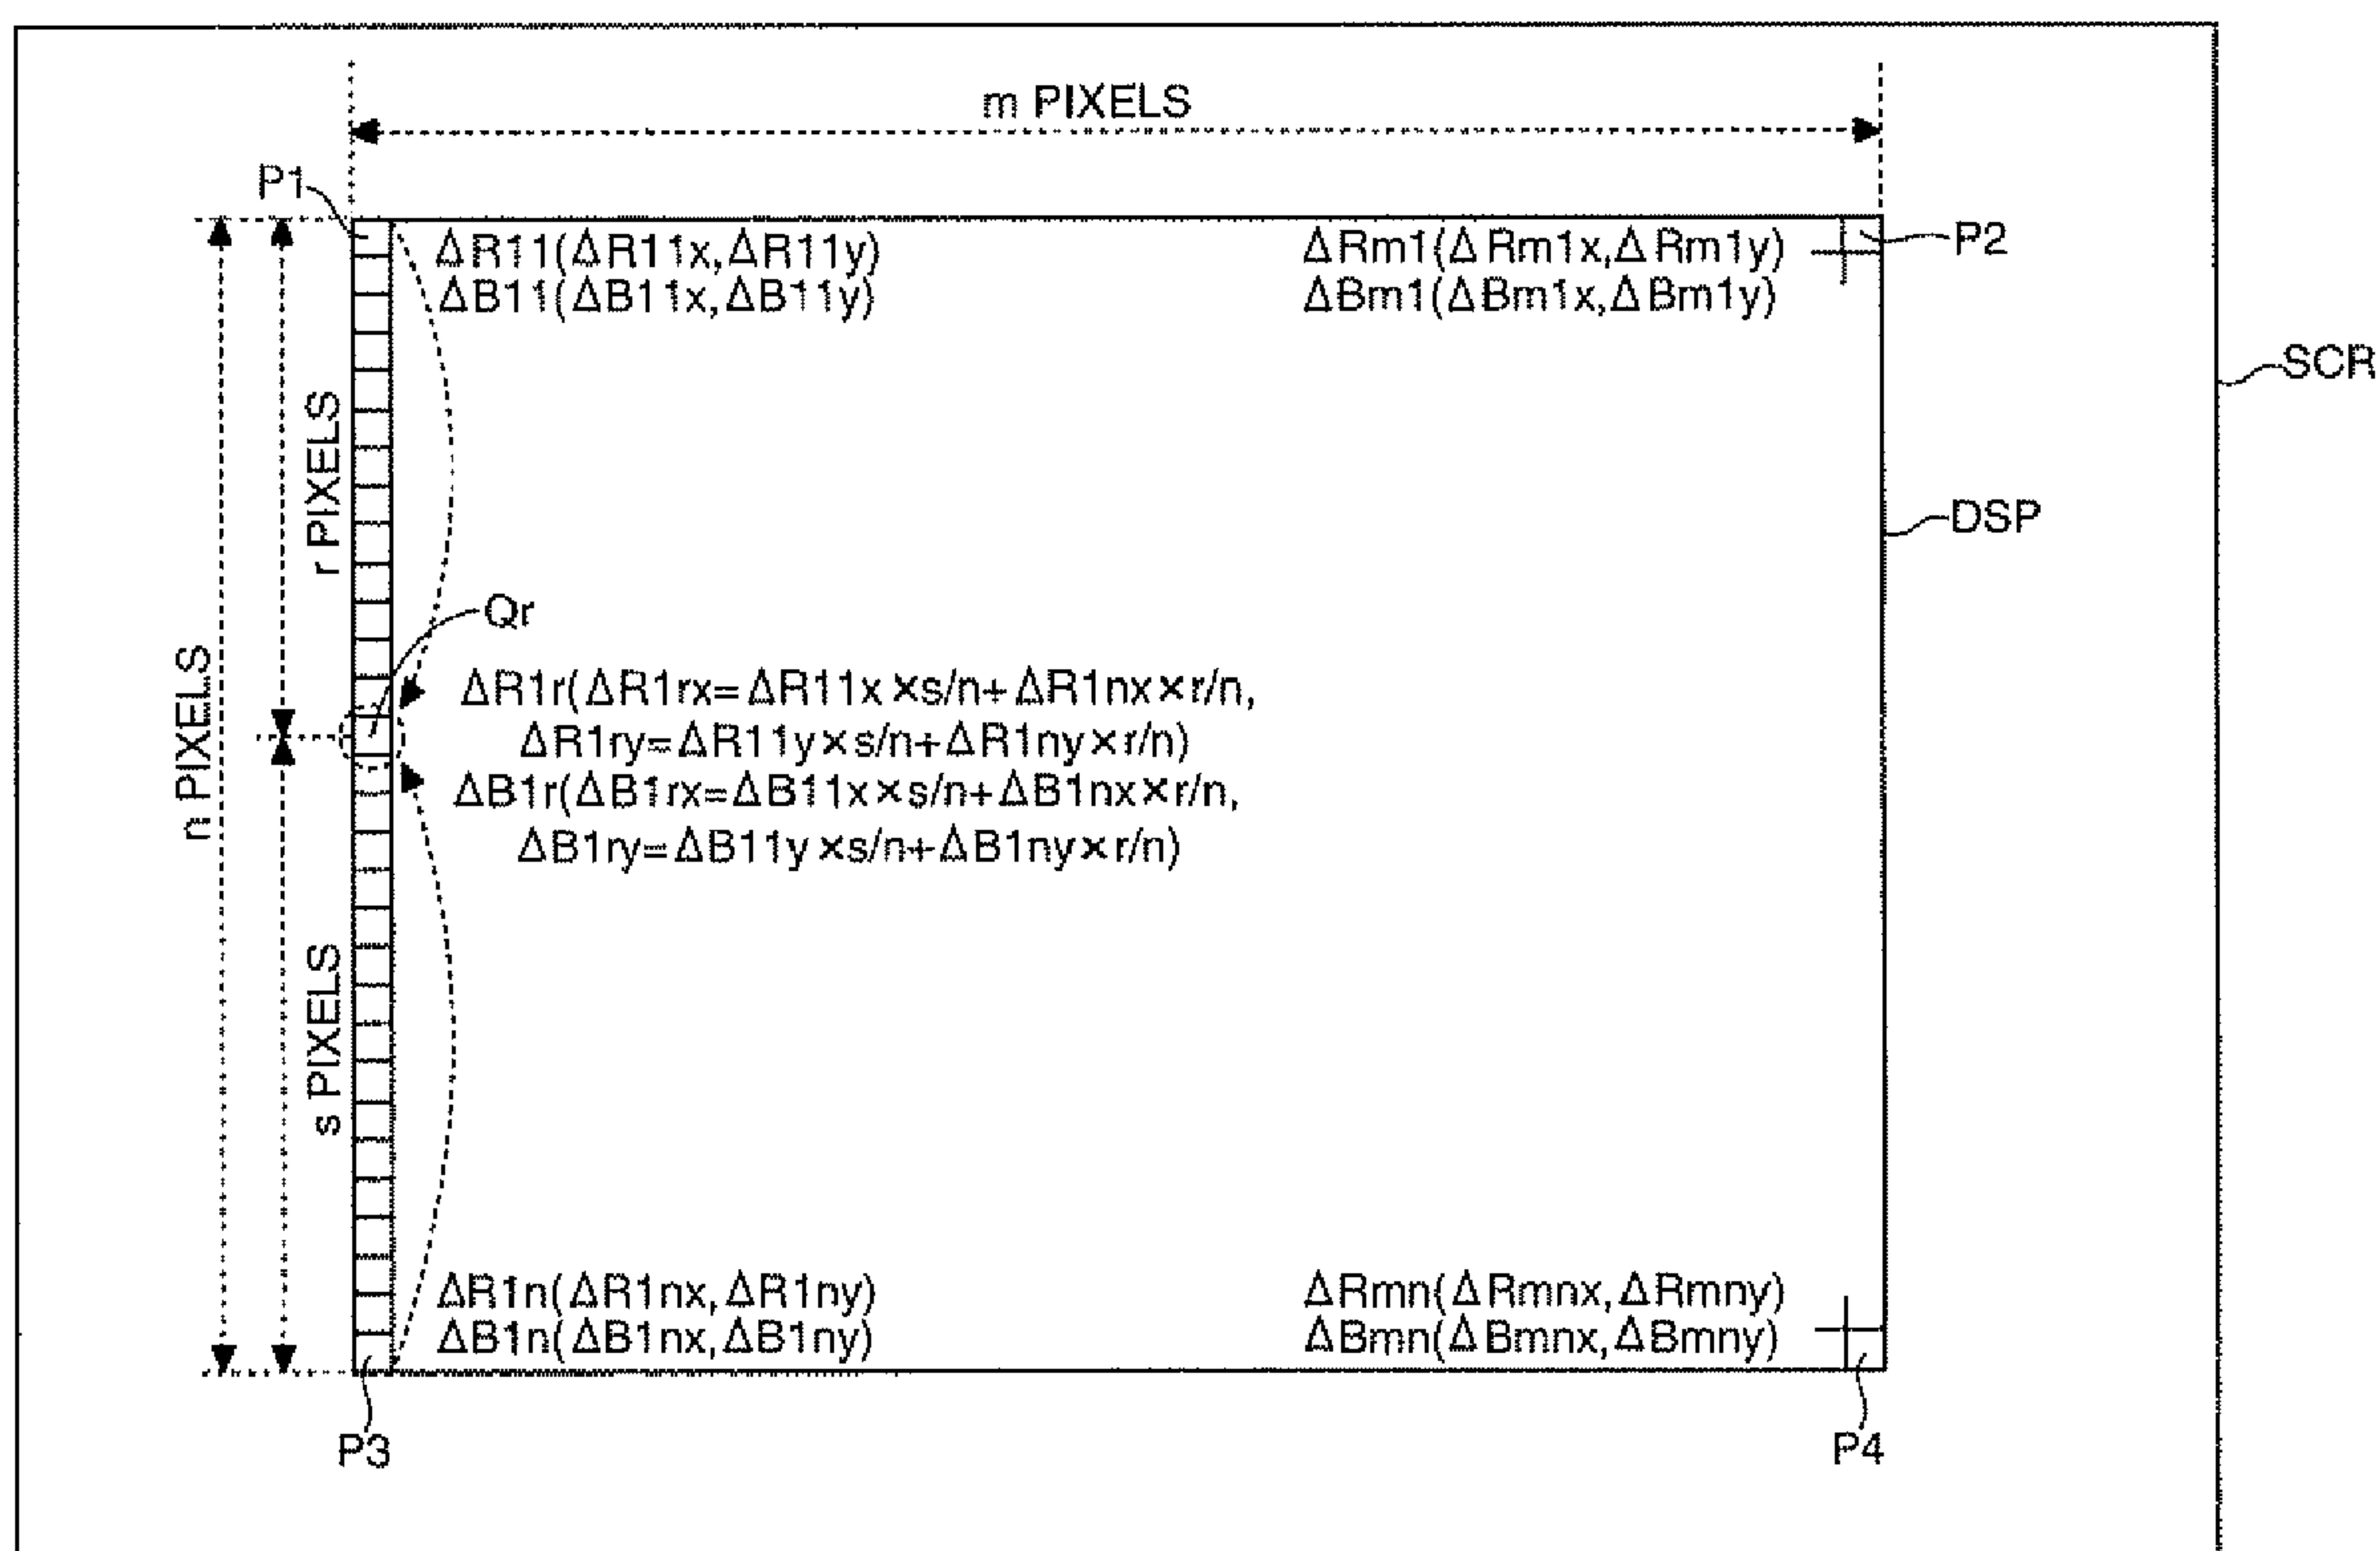 m PIXELS
P1
ΔR11(ΔR11x,ΔR11y)
ΔB11(ΔB11x,ΔB11y)
ΔRm1(ΔRm1x,ΔRm1y)
ΔBm1(ΔBm1x,ΔBm1y)
P2
SCR
DSP
r PIXELS
Qr
n PIXELS
ΔR1r(ΔR1rx=ΔR11x×s/n+ΔR1nx×r/n,
ΔR1ry=ΔR11y×s/n+ΔR1ny×r/n)
ΔB1r(ΔB1rx=ΔB11x×s/n+ΔB1nx×r/n,
ΔB1ry=ΔB11y×s/n+ΔB1ny×r/n)
s PIXELS
ΔR1n(ΔR1nx,ΔR1ny)
ΔB1n(ΔB1nx,ΔB1ny)
ΔRmn(ΔRmnx,ΔRmny)
ΔBmn(ΔBmnx,ΔBmny)
P3
P4